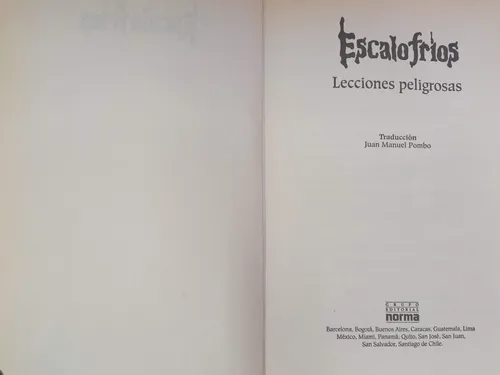 Escalofríos
Lecciones peligrosas
Traducción
Juan Manuel Pombo
GRUPO
EDITORIAL
norma
Barcelona, Bogotá, Buenos Aires, Caracas, Guatemala, Lima
México, Miami, Panamá, Quito, San José, San Juan,
San Salvador, Santiago de Chile.